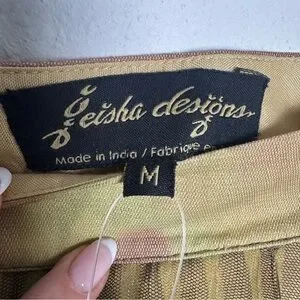 geisha designs
Made in India / Fabriqué
M